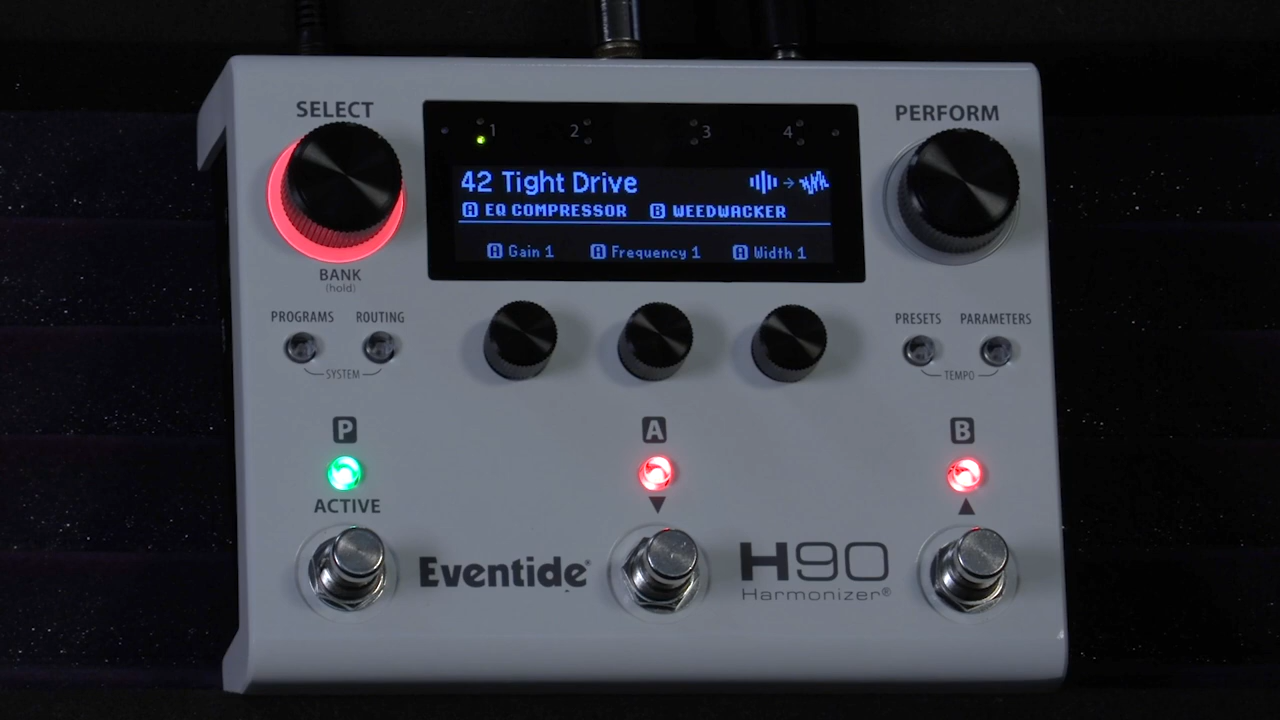 SELECT
PERFORM
1 2 3 4
42 Tight Drive
A EQ COMPRESSOR B WEEDWACKER
A Gain 1 A Frequency 1 A Width 1
BANK
(hold)
PROGRAMS ROUTING
PRESETS PARAMETERS
SYSTEM
TEMPO
P A B
ACTIVE
Eventide® H90
Harmonizer®